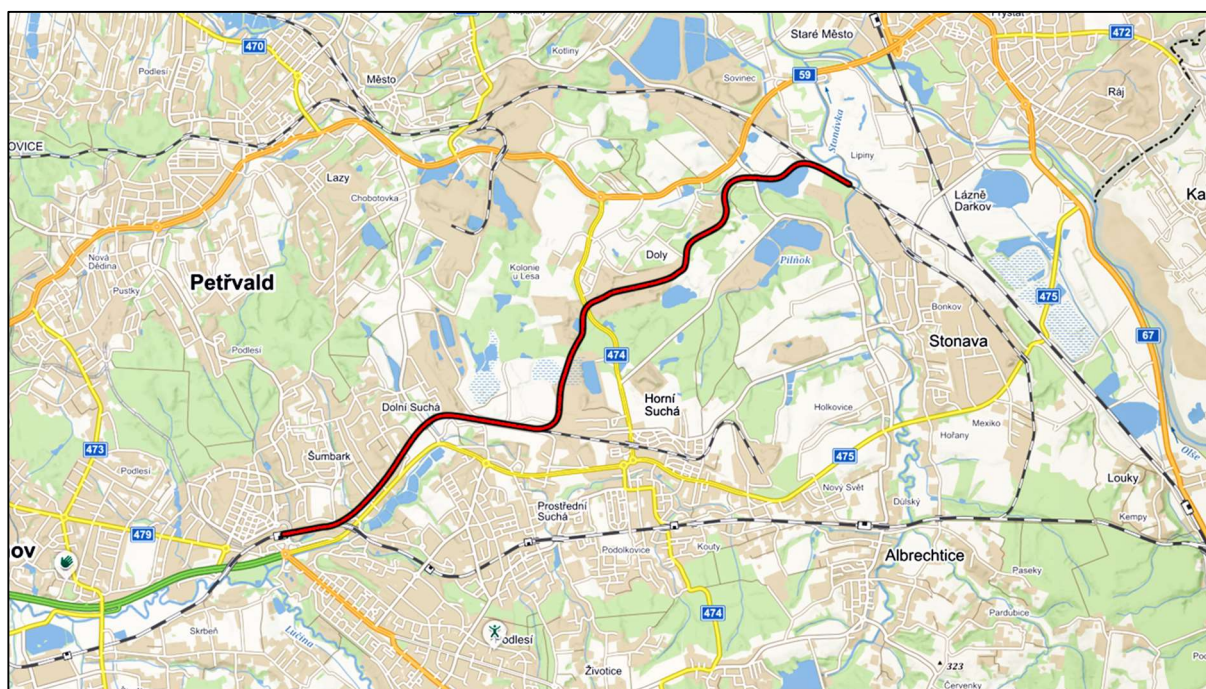 Fryštát
Staré Město
472
470
Kotliny
Podlesí
Město
Sovinec
59
Ráj
Stonávka
OVICE
Lipiny
Lazy
Chobotovka
Lázně
Darkov
Ka
Nová
Dědina
Doly
Pilňok
Kolonie
u Lesa
Petřvald
Pustky
475
Bonkov
67
Podlesí
474
Stonava
Dolní Suchá
Horní
Suchá
Holkovice
Mexiko
Hořany
473
Šumbark
475
Olše
Podlesí
Louky
Nový Svět
Prostřední
Suchá
Důlský
Kempy
479
ov
Podolkovice
Kouty
Albrechtice
Paseky
474
Pardubice
Skrbeň
Lučina
Podlesí
323
Životice
Červenky